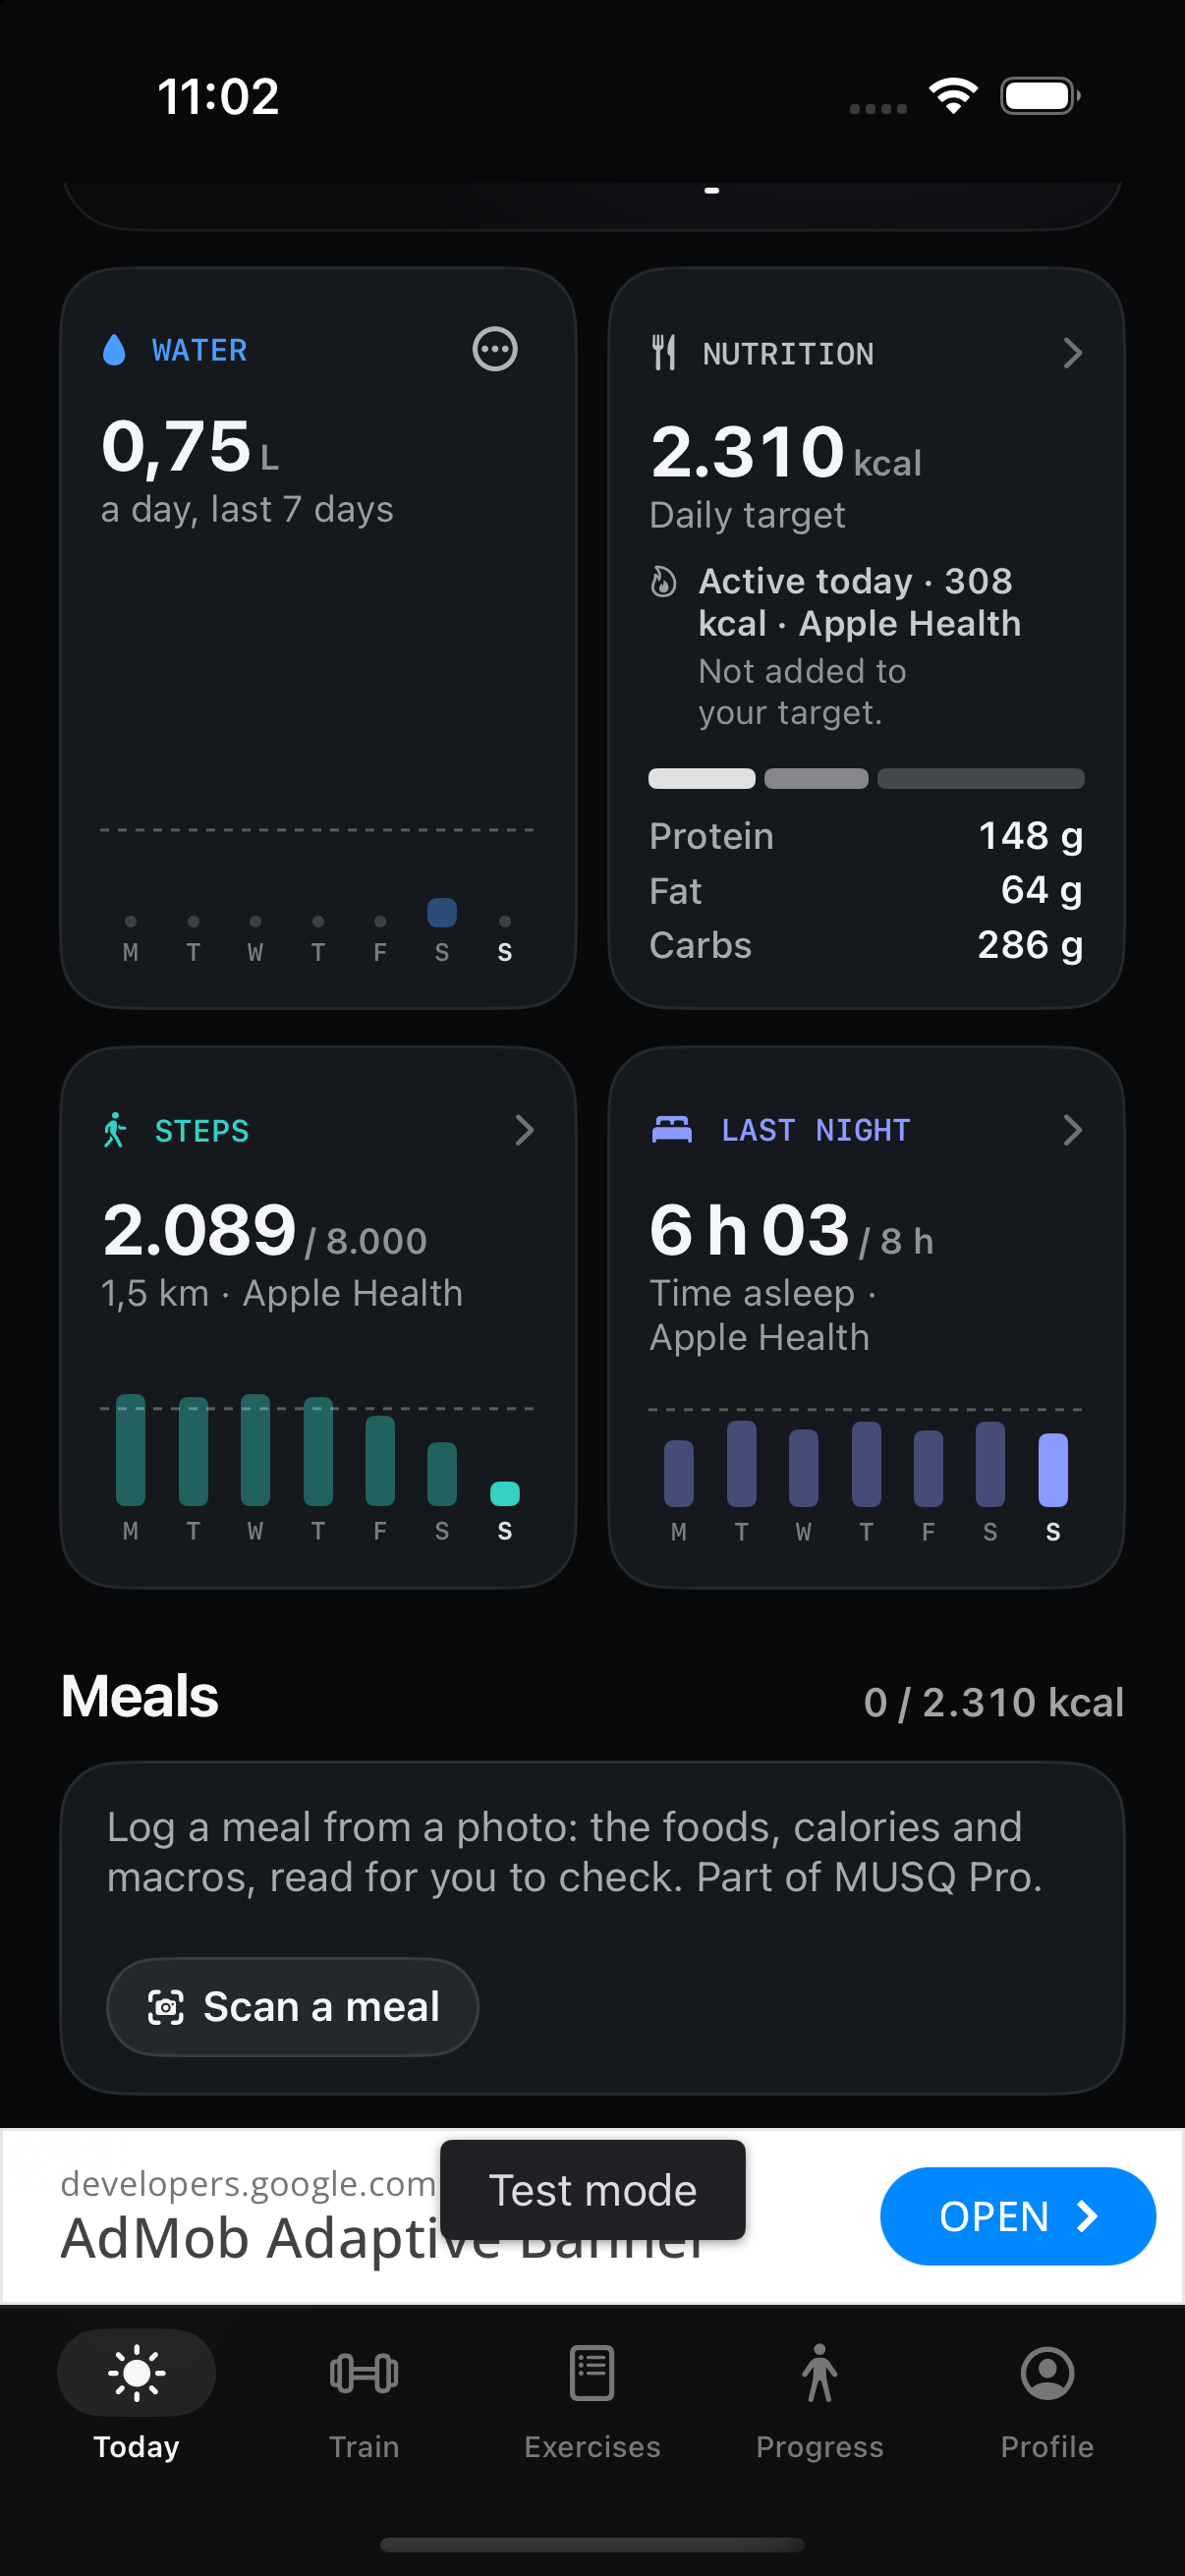 11:02
WATER
0,75 L
a day, last 7 days
M T W T F S S
NUTRITION
2.310 kcal
Daily target
Active today · 308
kcal · Apple Health
Not added to
your target.
Protein 148 g
Fat 64 g
Carbs 286 g
STEPS
2.089 / 8.000
1,5 km · Apple Health
M T W T F S S
LAST NIGHT
6 h 03 / 8 h
Time asleep ·
Apple Health
M T W T F S S
Meals
0 / 2.310 kcal
Log a meal from a photo: the foods, calories and
macros, read for you to check. Part of MUSQ Pro.
Scan a meal
developers.google.com
Test mode
AdMob Adaptive Banner
OPEN
Today
Train
Exercises
Progress
Profile